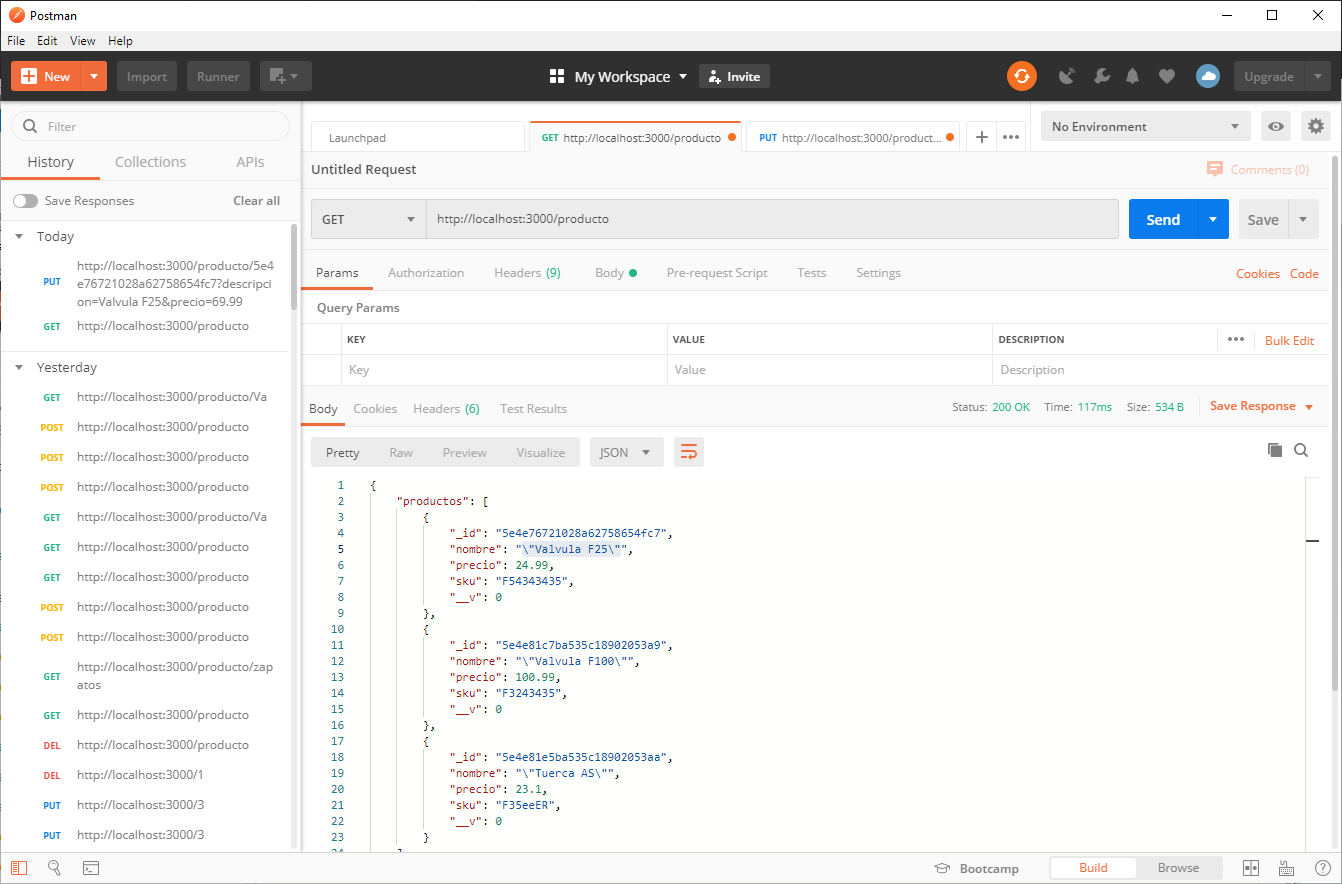 Postman
File Edit View Help
New Import Runner My Workspace Invite Upgrade
Filter
History Collections APIs
Save Responses Clear all
Today
PUT http://localhost:3000/producto/5e4
e76721028a62758654fc7?descripci
on=Valvula F25&precio=69.99
GET http://localhost:3000/producto
Yesterday
GET http://localhost:3000/producto/Va
POST http://localhost:3000/producto
POST http://localhost:3000/producto
POST http://localhost:3000/producto
GET http://localhost:3000/producto/Va
GET http://localhost:3000/producto
GET http://localhost:3000/producto
POST http://localhost:3000/producto
POST http://localhost:3000/producto
GET http://localhost:3000/producto/zap
atos
GET http://localhost:3000/producto
DEL http://localhost:3000/producto
DEL http://localhost:3000/1
PUT http://localhost:3000/3
PUT http://localhost:3000/3
Launchpad GET http://localhost:3000/producto PUT http://localhost:3000/product... + ••• No Environment
Untitled Request Comments (0)
GET http://localhost:3000/producto Send Save
Params Authorization Headers (9) Body Pre-request Script Tests Settings Cookies Code
Query Params
KEY VALUE DESCRIPTION ••• Bulk Edit
Key Value Description
Body Cookies Headers (6) Test Results Status: 200 OK Time: 117ms Size: 534 B Save Response
Pretty Raw Preview Visualize JSON
1 {
2 "productos": [
3 {
4 "_id": "5e4e76721028a62758654fc7",
5 "nombre": "\"Valvula F25\"",
6 "precio": 24.99,
7 "sku": "F54343435",
8 "__v": 0
9 },
10 {
11 "_id": "5e4e81c7ba535c18902053a9",
12 "nombre": "\"Valvula F100\"",
13 "precio": 100.99,
14 "sku": "F3243435",
15 "__v": 0
16 },
17 {
18 "_id": "5e4e81e5ba535c18902053aa",
19 "nombre": "\"Tuerca AS\"",
20 "precio": 23.1,
21 "sku": "F35eeER",
22 "__v": 0
23 }
Bootcamp Build Browse